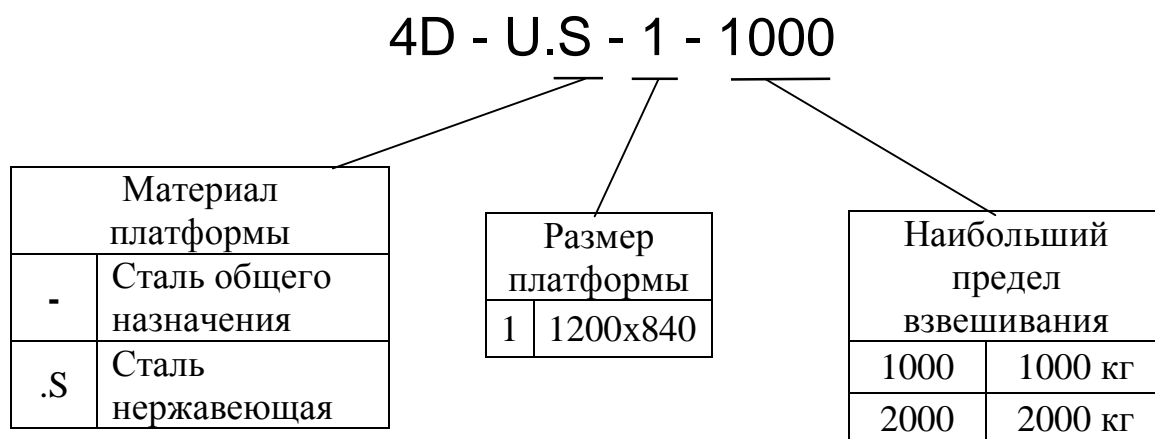 4D - U.S - 1 - 1000
Материал
платформы
- Сталь общего
назначения
.S Сталь
нержавеющая
Размер
платформы
1 1200х840
Наибольший
предел
взвешивания
1000 1000 кг
2000 2000 кг